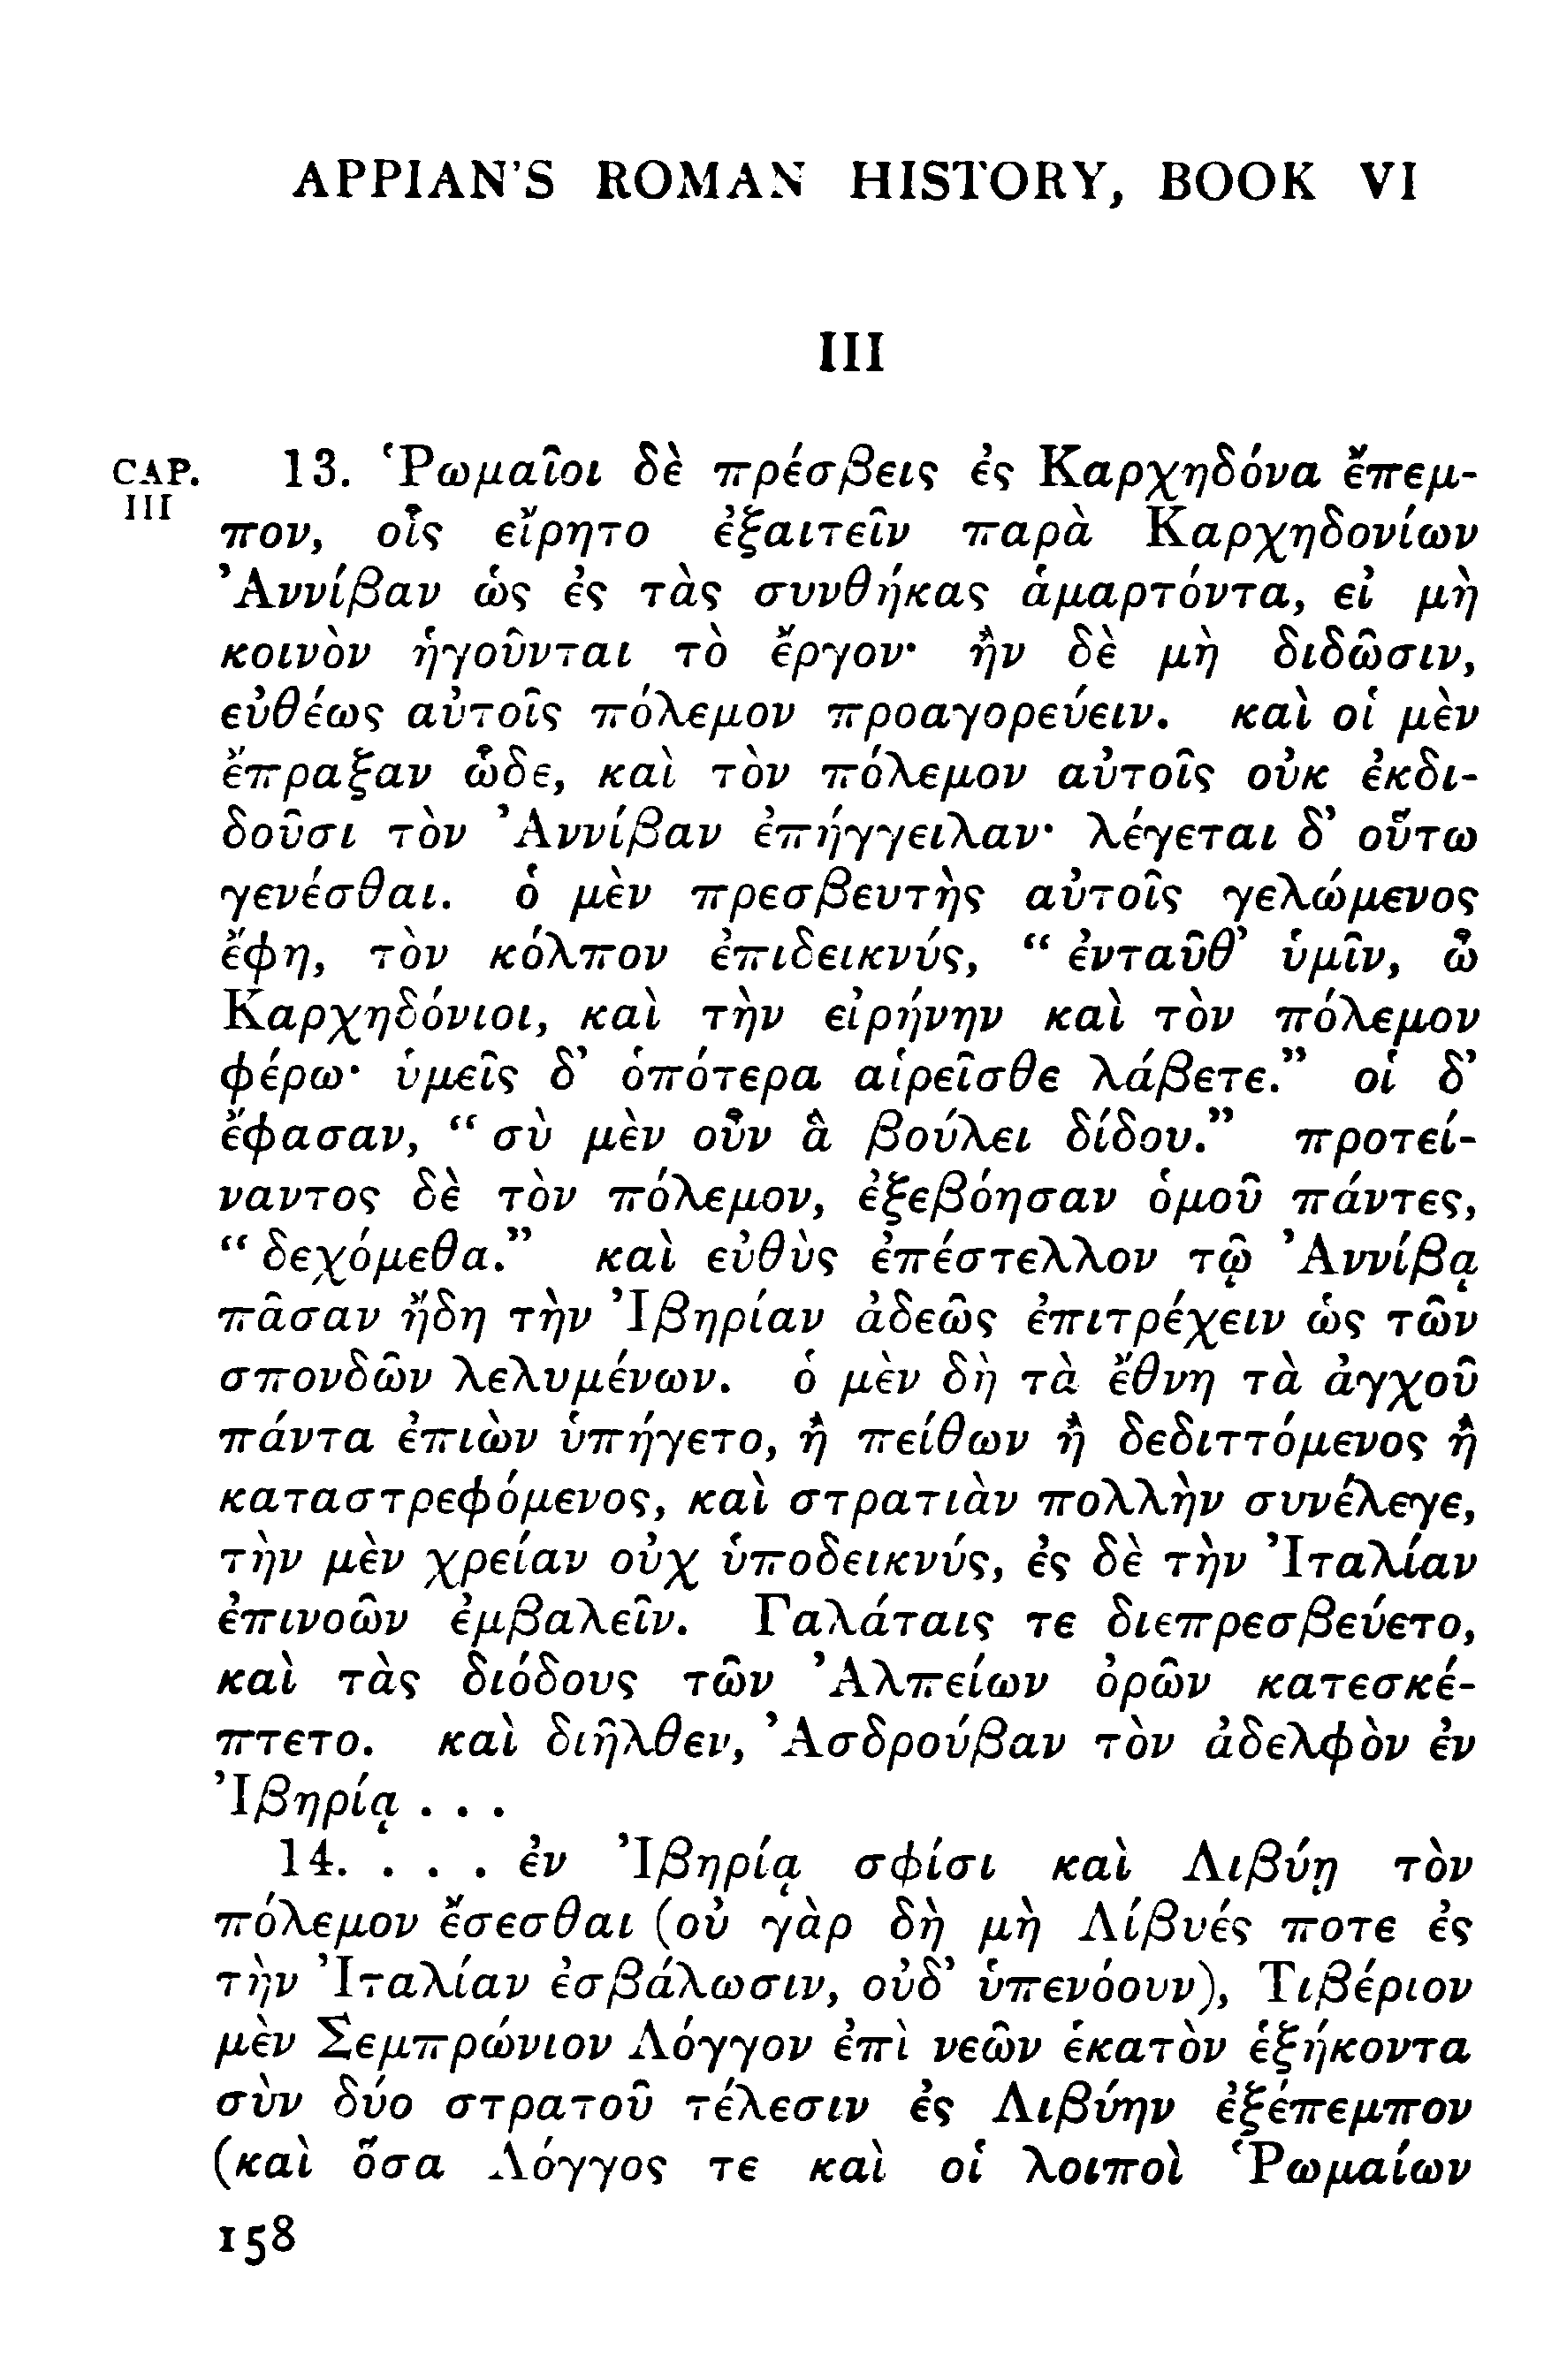 APPIAN'S ROMAN HISTORY, BOOK VI
III
CAP. III
13. Ῥωμαῖοι δὲ πρέσβεις ἐς Καρχηδόνα ἔπεμ-
πον, οἷς εἴρητο ἐξαιτεῖν παρὰ Καρχηδονίων
Ἀννίβαν ὡς ἐς τὰς συνθήκας ἁμαρτόντα, εἰ μὴ
κοινὸν ἡγοῦνται τὸ ἔργον· ἢν δὲ μὴ διδῶσιν,
εὐθέως αὐτοῖς πόλεμον προαγορεύειν. καὶ οἱ μὲν
ἔπραξαν ὧδε, καὶ τὸν πόλεμον αὐτοῖς οὐκ ἐκδι-
δοῦσι τὸν Ἀννίβαν ἐπήγγειλαν· λέγεται δ' οὕτω
γενέσθαι. ὁ μὲν πρεσβευτὴς αὐτοῖς γελώμενος
ἔφη, τὸν κόλπον ἐπιδεικνύς, “ ἐνταῦθ' ὑμῖν, ὦ
Καρχηδόνιοι, καὶ τὴν εἰρήνην καὶ τὸν πόλεμον
φέρω· ὑμεῖς δ' ὁπότερα αἱρεῖσθε λάβετε.” οἱ δ'
ἔφασαν, “ σὺ μὲν οὖν ἃ βούλει δίδου.” προτεί-
ναντος δὲ τὸν πόλεμον, ἐξεβόησαν ὁμοῦ πάντες,
“ δεχόμεθα.” καὶ εὐθὺς ἐπέστελλον τῷ Ἀννίβᾳ
πᾶσαν ἤδη τὴν Ἰβηρίαν ἀδεῶς ἐπιτρέχειν ὡς τῶν
σπονδῶν λελυμένων. ὁ μὲν δὴ τὰ ἔθνη τὰ ἀγχοῦ
πάντα ἐπιὼν ὑπήγετο, ἢ πείθων ἢ δεδιττόμενος ἢ
καταστρεφόμενος, καὶ στρατιὰν πολλὴν συνέλεγε,
τὴν μὲν χρείαν οὐχ ὑποδεικνύς, ἐς δὲ τὴν Ἰταλίαν
ἐπινοῶν ἐμβαλεῖν. Γαλάταις τε διεπρεσβεύετο,
καὶ τὰς διόδους τῶν Ἀλπείων ὀρῶν κατεσκέ-
πτετο. καὶ διῆλθεν, Ἀσδρούβαν τὸν ἀδελφὸν ἐν
Ἰβηρίᾳ . . .
14. . . . ἐν Ἰβηρίᾳ σφίσι καὶ Λιβύῃ τὸν
πόλεμον ἔσεσθαι (οὐ γὰρ δὴ μὴ Λίβυές ποτε ἐς
τὴν Ἰταλίαν ἐσβάλωσιν, οὐδ' ὑπενόουν), Τιβέριον
μὲν Σεμπρώνιον Λόγγον ἐπὶ νεῶν ἑκατὸν ἑξήκοντα
σὺν δύο στρατοῦ τέλεσιν ἐς Λιβύην ἐξέπεμπον
(καὶ ὅσα Λόγγος τε καὶ οἱ λοιποὶ Ῥωμαίων
158